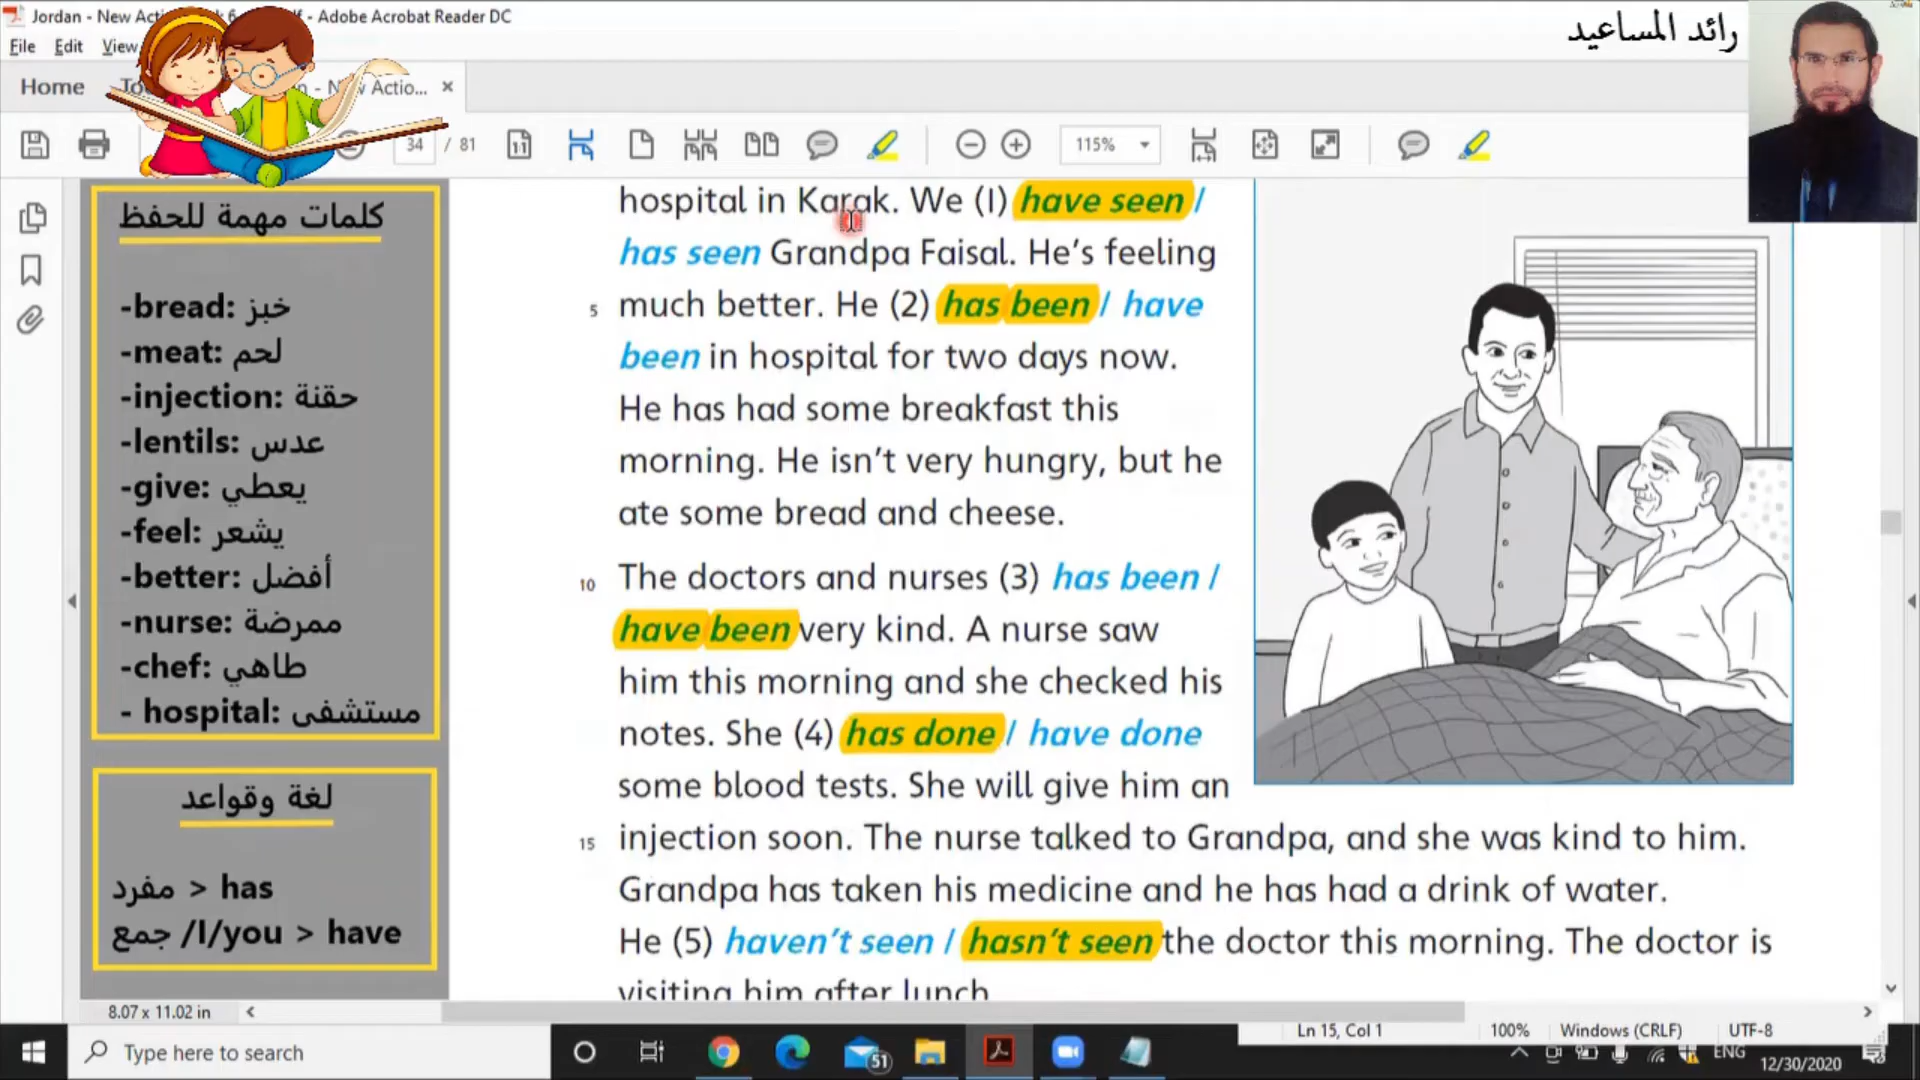 Jordan - New Acti
- Adobe Acrobat Reader DC
رائد المساعيد
File Edit View
Home
Actio... ×
34 / 81
115%
كلمات مهمة للحفظ
-bread: خبز
-meat: لحم
-injection: حقنة
-lentils: عدس
-give: يعطي
-feel: يشعر
-better: أفضل
-nurse: ممرضة
-chef: طاهي
- hospital: مستشفى
لغة وقواعد
مفرد > has
جمع /I/you > have
hospital in Karak. We (1) have seen /
has seen Grandpa Faisal. He's feeling
5 much better. He (2) has been / have
been in hospital for two days now.
He has had some breakfast this
morning. He isn't very hungry, but he
ate some bread and cheese.
10 The doctors and nurses (3) has been /
have been very kind. A nurse saw
him this morning and she checked his
notes. She (4) has done / have done
some blood tests. She will give him an
15 injection soon. The nurse talked to Grandpa, and she was kind to him.
Grandpa has taken his medicine and he has had a drink of water.
He (5) haven't seen / hasn't seen the doctor this morning. The doctor is
visiting him after lunch
8.07 x 11.02 in
Ln 15, Col 1 100% Windows (CRLF) UTF-8
Type here to search
51
ENG
12/30/2020